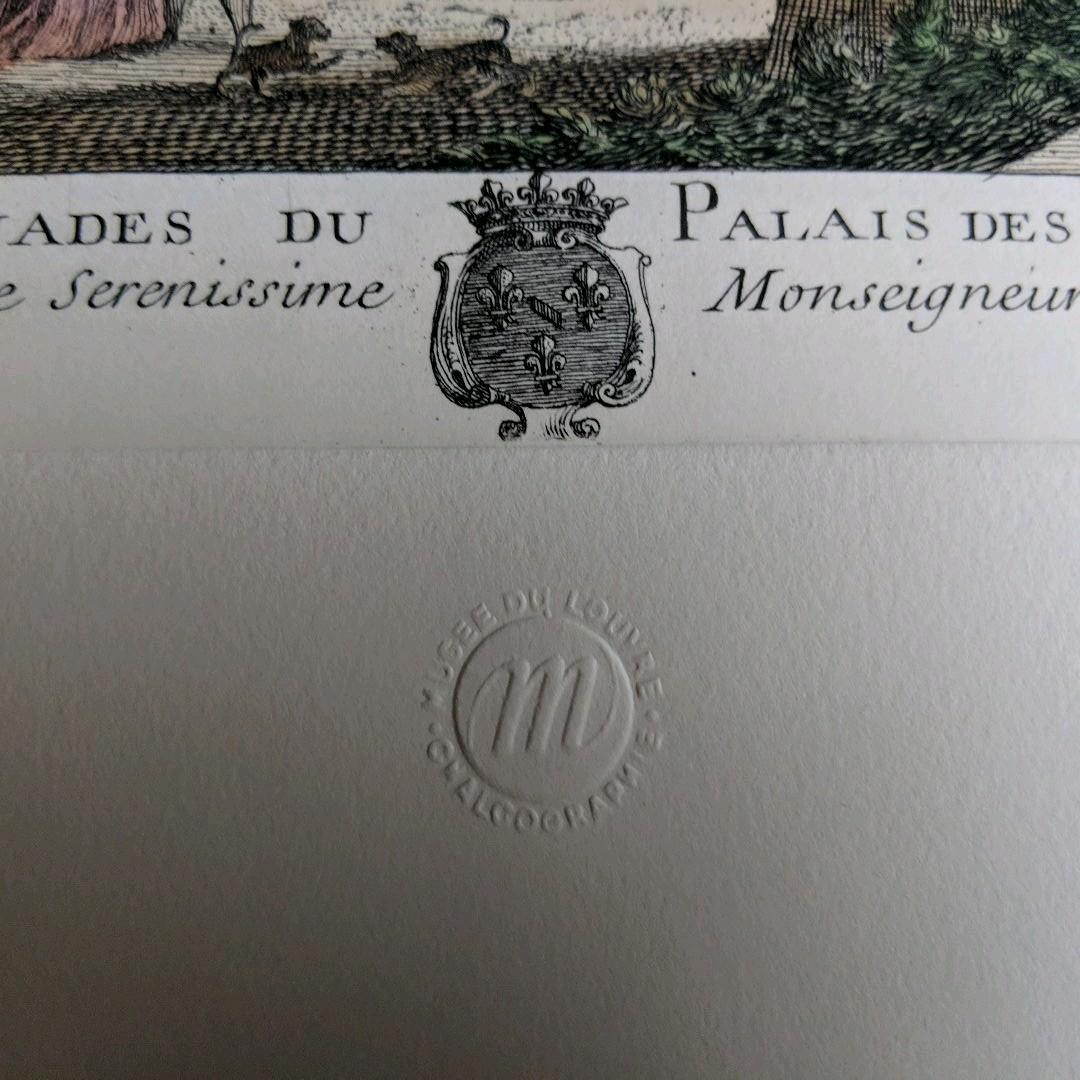 ADES DU PALAIS DES
e Serenissime Monseigneur
MUSEE DU LOUVRE
m
CHALCOGRAPHIE